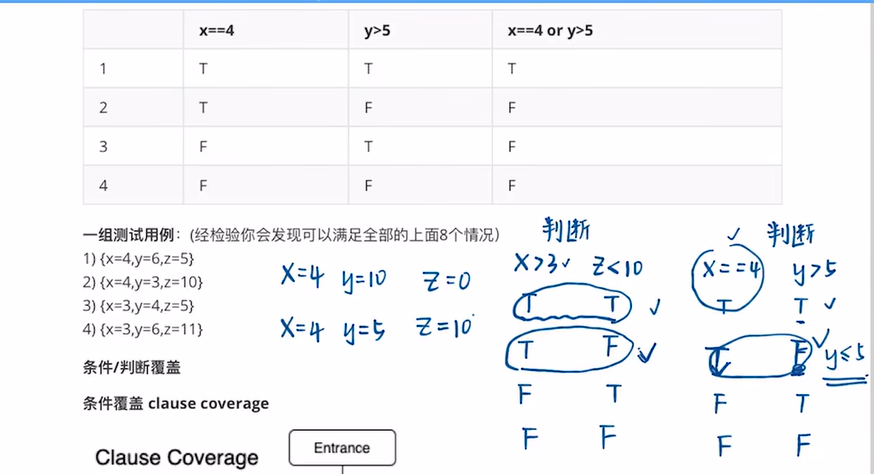 x==4 y>5 x==4 or y>5
1 T T T
2 T F F
3 F T F
4 F F F
一组测试用例：(经检验你会发现可以满足全部的上面8个情况)
1) {x=4,y=6,z=5}
2) {x=4,y=3,z=10}
3) {x=3,y=4,z=5}
4) {x=3,y=6,z=11}
条件/判断覆盖
条件覆盖 clause coverage
Clause Coverage
Entrance
X=4 y=10 Z=0
X=4 y=5 Z=10
判断
X>3 Z<10
T T
T F
F T
F F
判断
X==4 y>5
T T
T F y≤5
F T
F F